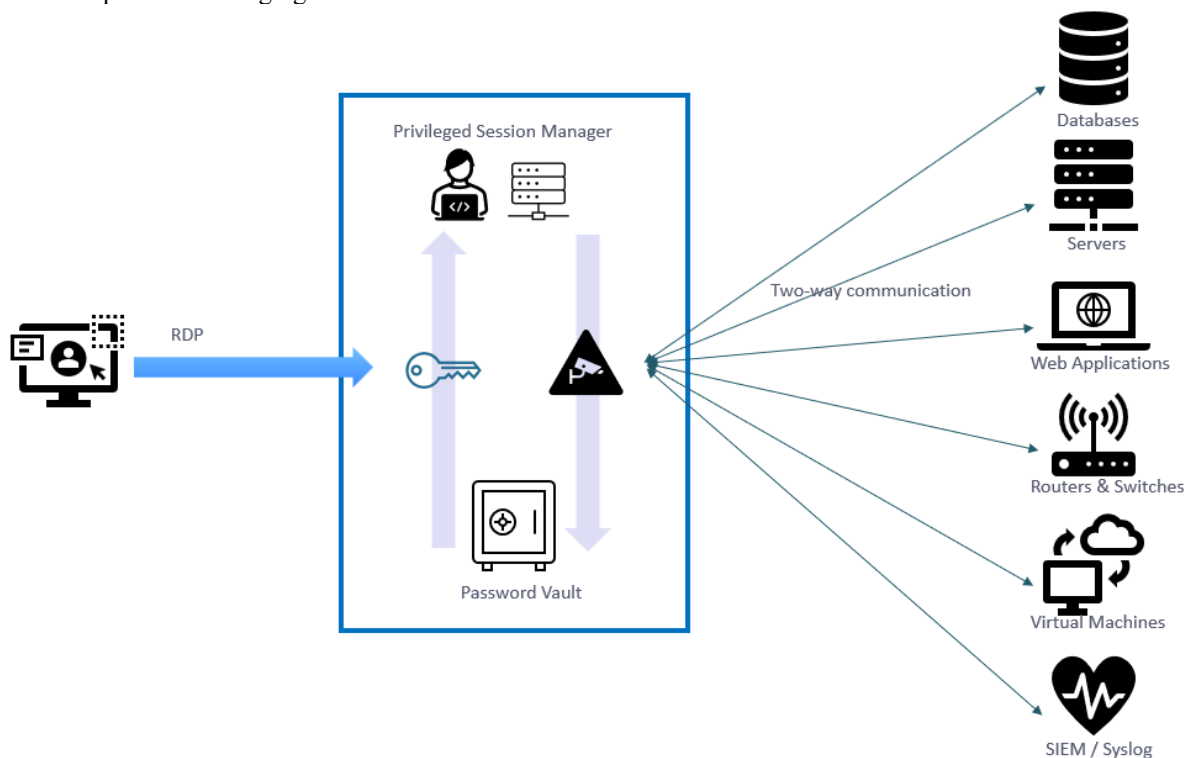 Privileged Session Manager
RDP
Password Vault
Two-way communication
Databases
Servers
Web Applications
Routers & Switches
Virtual Machines
SIEM / Syslog